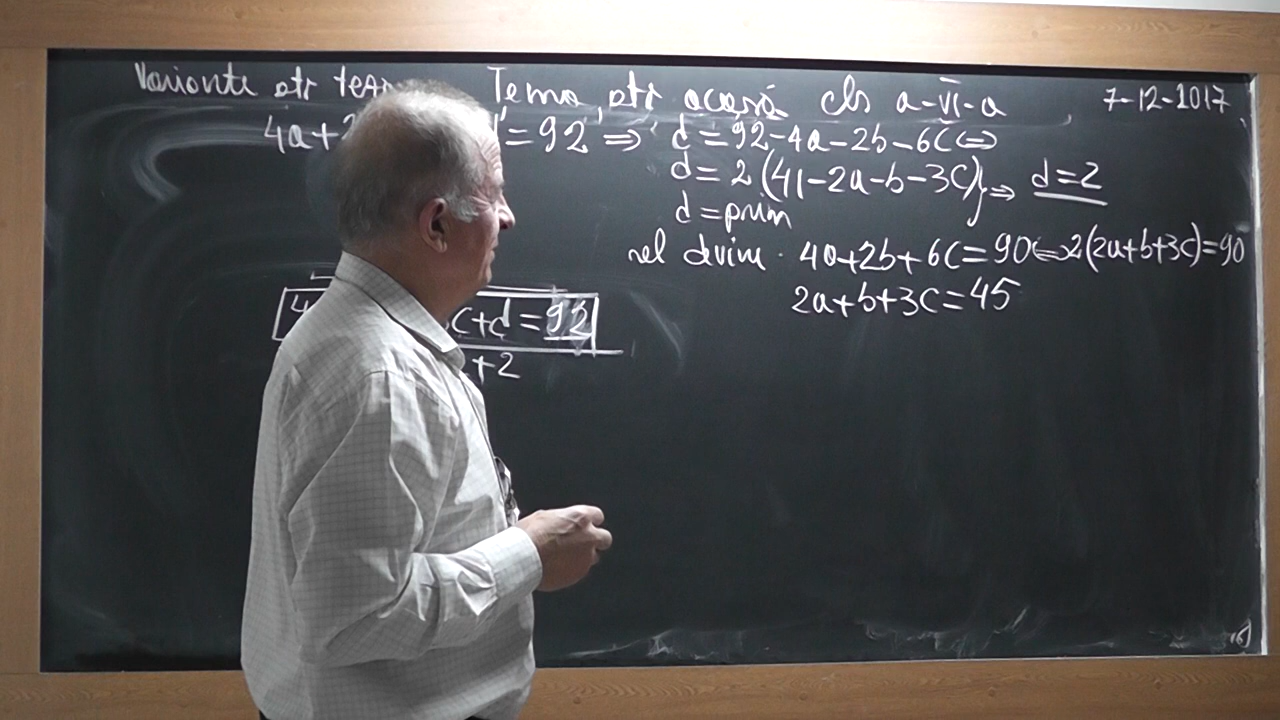 Variante ptr Tema ptr acasă cls a-VI-a 7-12-2017
4a+ d=92 ⇒ d=92-4a-2b-6c⇔
d=2(41-2a-b-3c)} ⇒ d=2
d=prim
rel devine. 4a+2b+6c=90⇔2(2a+b+3c)=90
2a+b+3c=45
4 c+d=92
+2